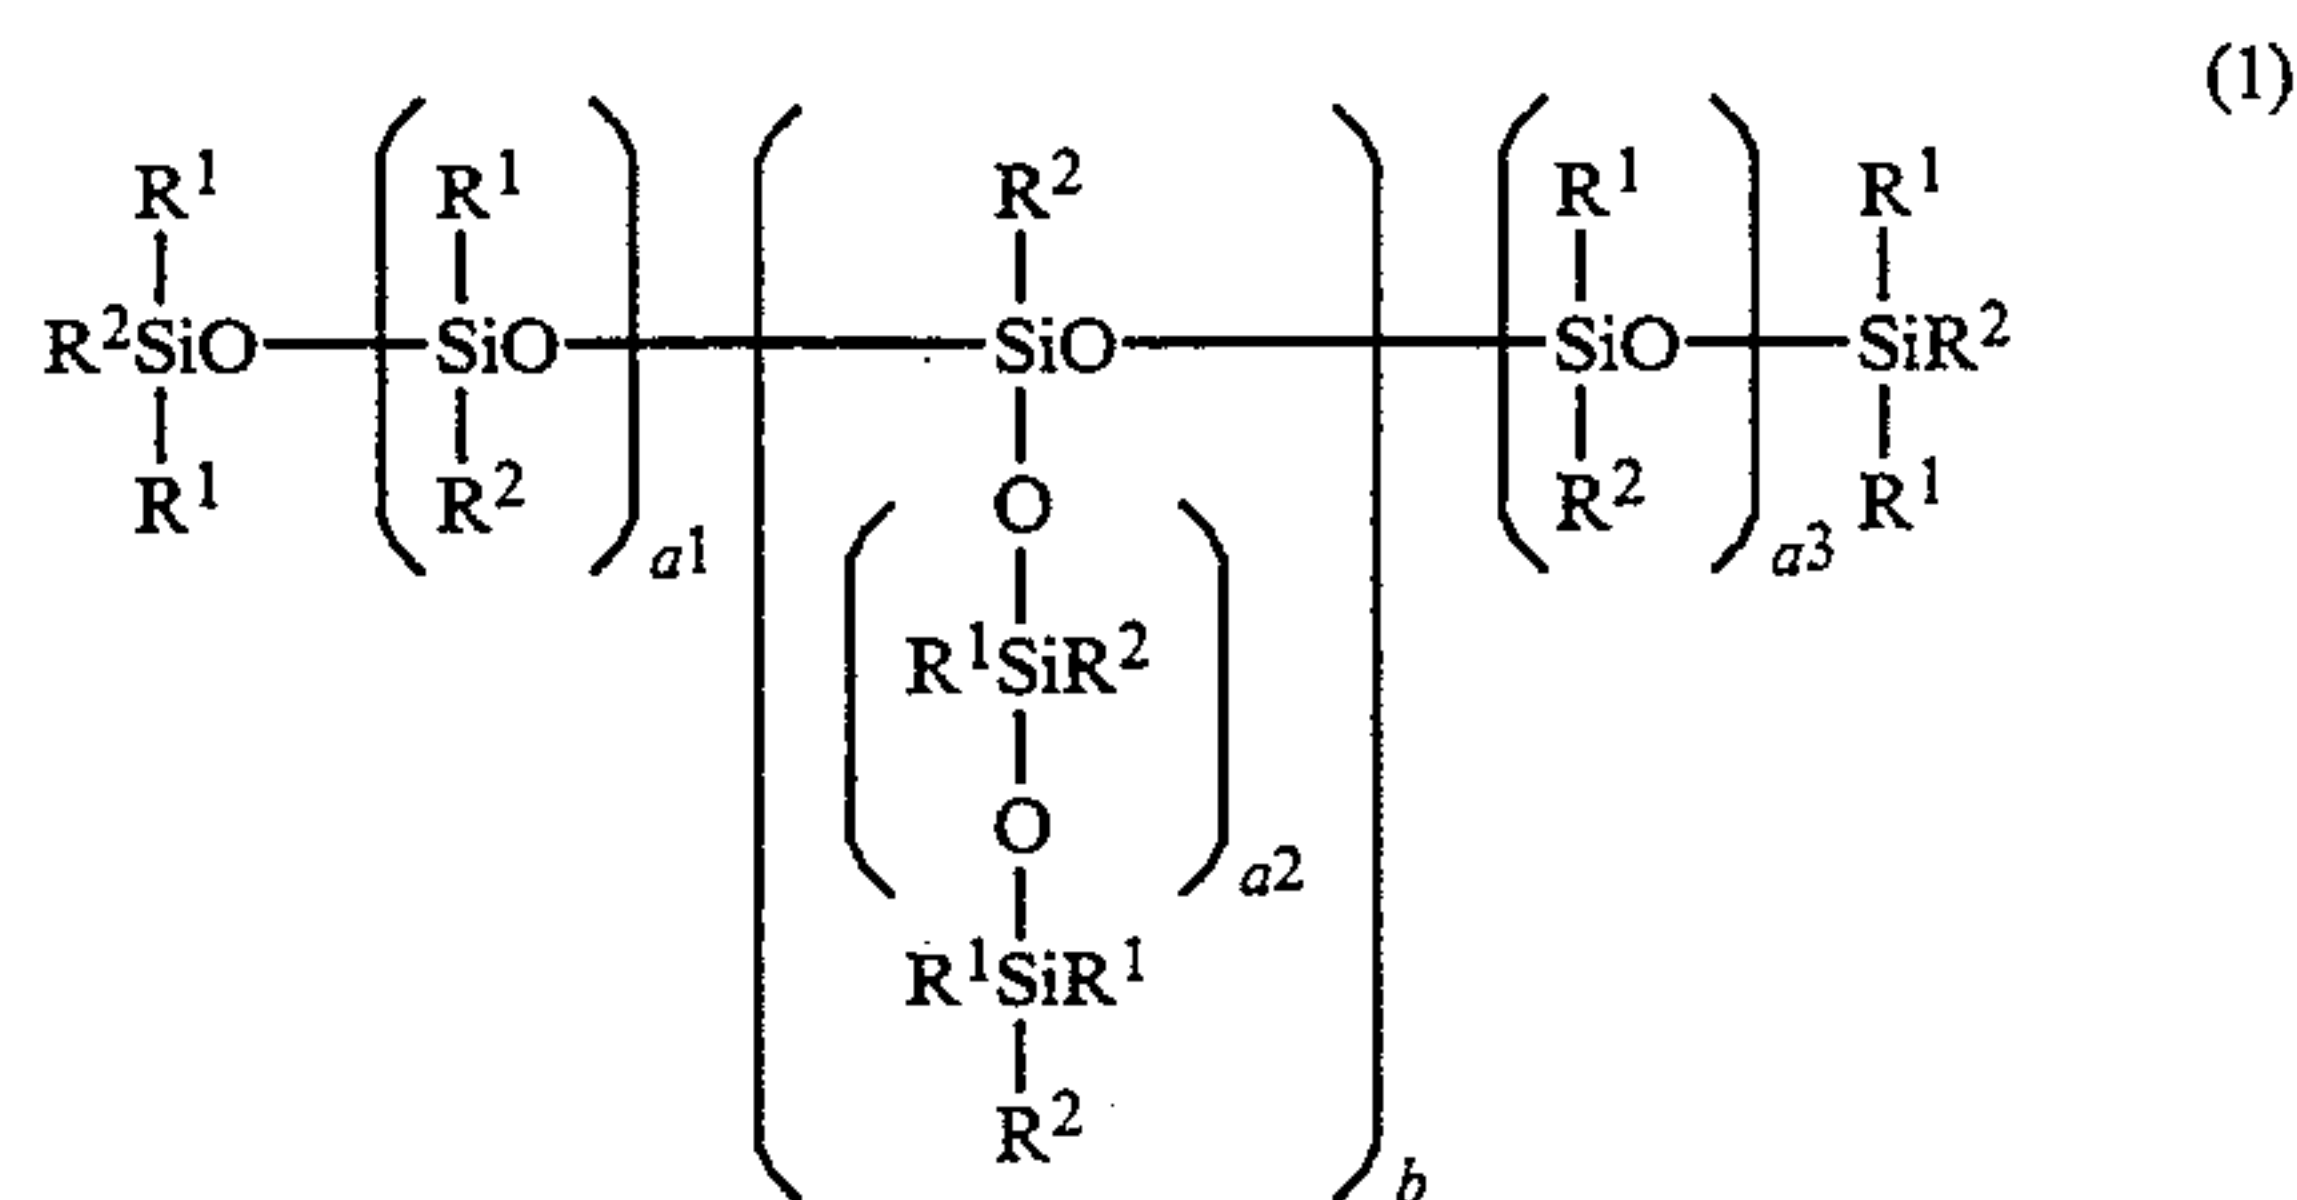 (1)
R¹ R¹ R² R¹ R¹
R²SiO SiO SiO SiO SiR²
R¹ R² O R² R¹
a1 a3
R¹SiR²
O
a2
R¹SiR¹
R²
b